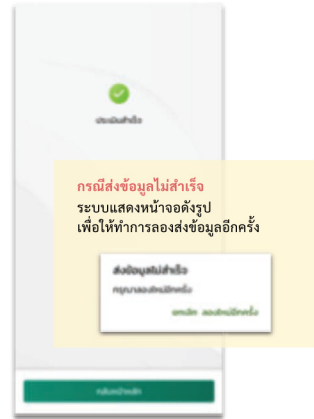 ประเมินสำเร็จ
กรณีส่งข้อมูลไม่สำเร็จ
ระบบแสดงหน้าจอดังรูป
เพื่อให้ทำการลองส่งข้อมูลอีกครั้ง
ส่งข้อมูลไม่สำเร็จ
กรุณาลองใหม่อีกครั้ง
ยกเลิก ลองใหม่อีกครั้ง
กลับหน้าหลัก